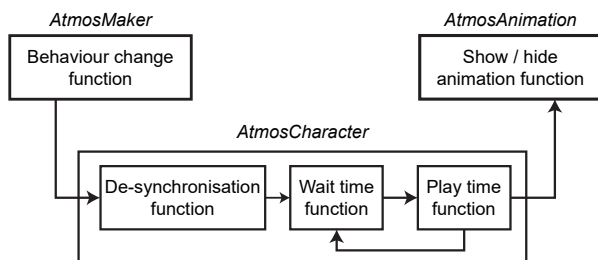 AtmosMaker
Behaviour change
function
AtmosAnimation
Show / hide
animation function
AtmosCharacter
De-synchronisation
function
Wait time
function
Play time
function